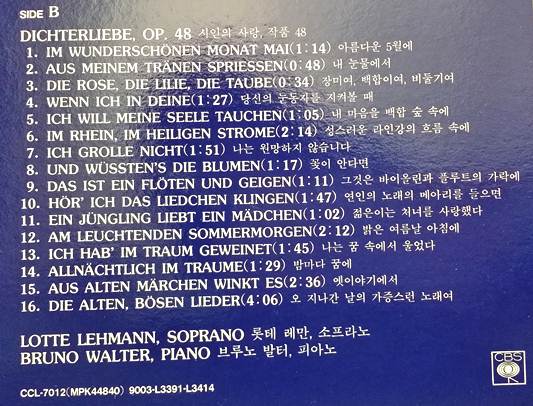 SIDE B
DICHTERLIEBE, OP. 48 시인의 사랑, 작품 48
1. IM WUNDERSCHÖNEN MONAT MAI(1:14) 아름다운 5월에
2. AUS MEINEM TRÄNEN SPRIESSEN(0:48) 내 눈물에서
3. DIE ROSE, DIE LILIE, DIE TAUBE(0:34) 장미여, 백합이여, 비둘기여
4. WENN ICH IN DEINE(1:27) 당신의 눈동자를 지켜볼 때
5. ICH WILL MEINE SEELE TAUCHEN(1:05) 내 마음을 백합 숲 속에
6. IM RHEIN, IM HEILIGEN STROME(2:14) 성스러운 라인강의 흐름 속에
7. ICH GROLLE NICHT(1:51) 나는 원망하지 않습니다
8. UND WÜSSTEN'S DIE BLUMEN(1:17) 꽃이 안다면
9. DAS IST EIN FLÖTEN UND GEIGEN(1:11) 그것은 바이올린과 플루트의 가락에
10. HÖR' ICH DAS LIEDCHEN KLINGEN(1:47) 연인의 노래의 메아리를 들으면
11. EIN JÜNGLING LIEBT EIN MÄDCHEN(1:02) 젊은이는 처녀를 사랑했다
12. AM LEUCHTENDEN SOMMERMORGEN(2:12) 밝은 여름날 아침에
13. ICH HAB' IM TRAUM GEWEINET(1:45) 나는 꿈 속에서 울었다
14. ALLNÄCHTLICH IM TRAUME(1:29) 밤마다 꿈에
15. AUS ALTEN MÄRCHEN WINKT ES(2:36) 옛이야기에서
16. DIE ALTEN, BÖSEN LIEDER(4:06) 오 지나간 날의 가증스런 노래여
LOTTE LEHMANN, SOPRANO 롯데 레만, 소프라노
BRUNO WALTER, PIANO 브루노 발터, 피아노
CBS
CCL-7012(MPK44840) 9003-L3391-L3414